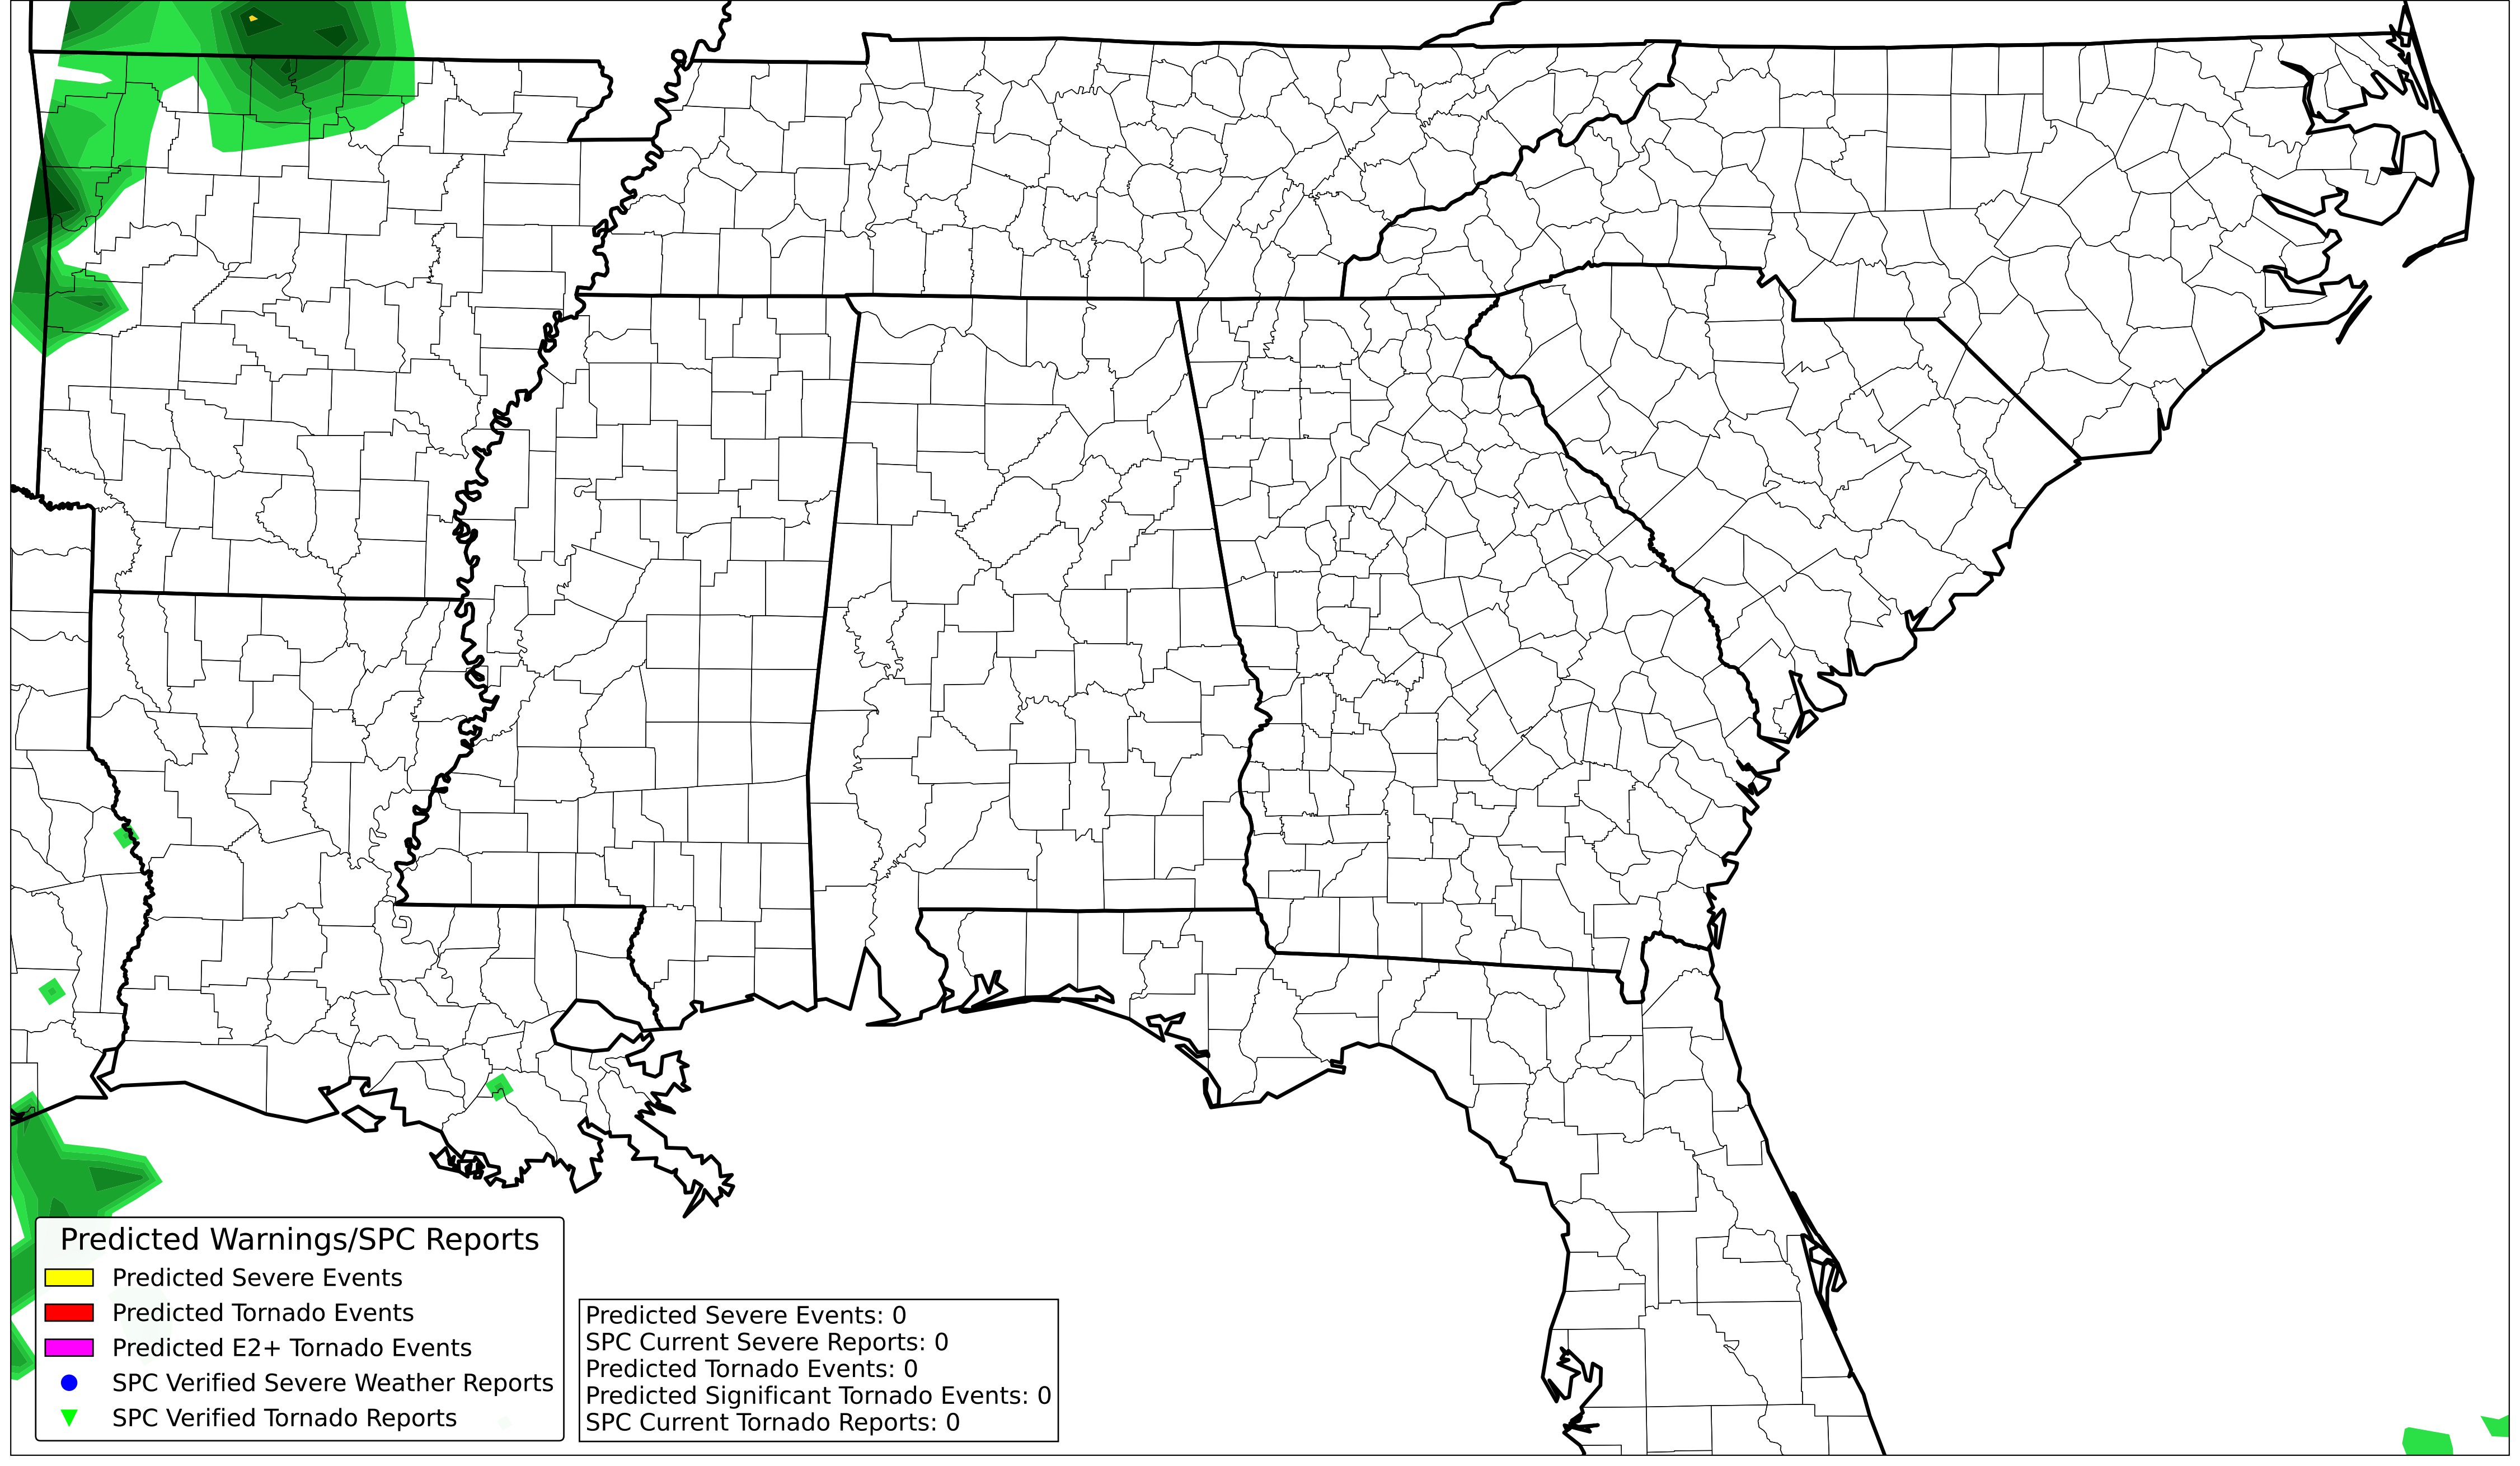 Predicted Warnings/SPC Reports
Predicted Severe Events
Predicted Tornado Events
Predicted E2+ Tornado Events
SPC Verified Severe Weather Reports
SPC Verified Tornado Reports
Predicted Severe Events: 0
SPC Current Severe Reports: 0
Predicted Tornado Events: 0
Predicted Significant Tornado Events: 0
SPC Current Tornado Reports: 0